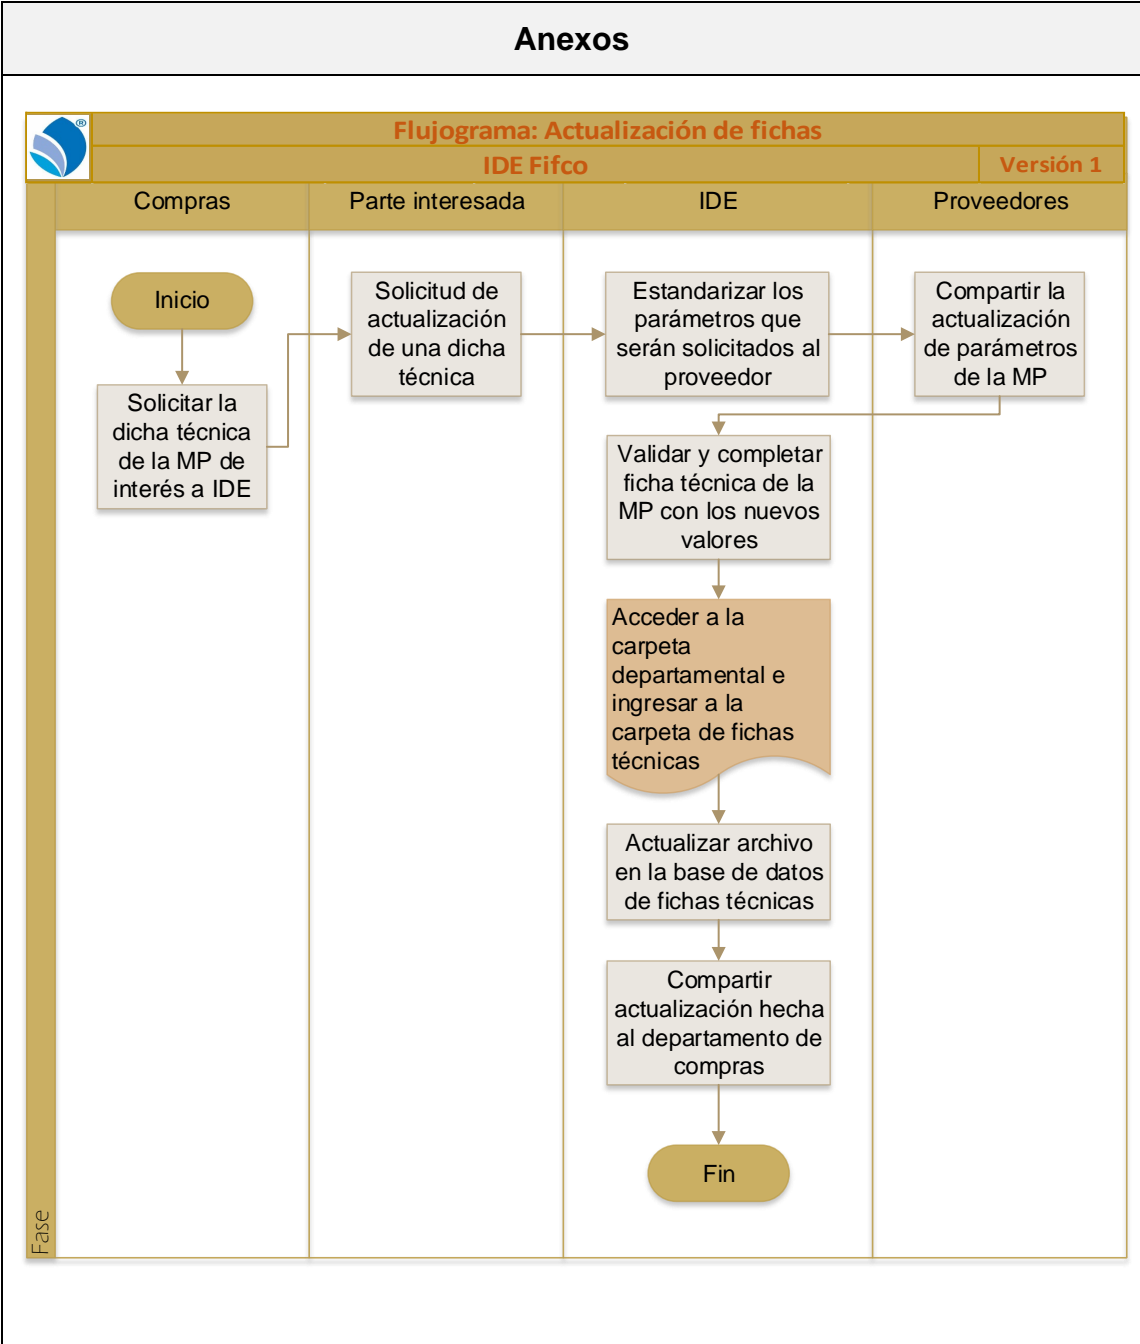 Anexos
®
Flujograma: Actualización de fichas
IDE Fifco
Versión 1
Compras
Parte interesada
IDE
Proveedores
Inicio
Solicitar la
dicha técnica
de la MP de
interés a IDE
Solicitud de
actualización
de una dicha
técnica
Estandarizar los
parámetros que
serán solicitados al
proveedor
Compartir la
actualización
de parámetros
de la MP
Validar y completar
ficha técnica de la
MP con los nuevos
valores
Acceder a la
carpeta
departamental e
ingresar a la
carpeta de fichas
técnicas
Actualizar archivo
en la base de datos
de fichas técnicas
Compartir
actualización hecha
al departamento de
compras
Fin
Fase